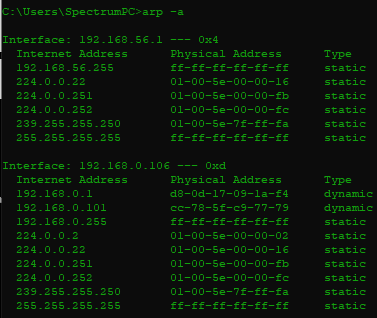 C:\Users\SpectrumPC>arp -a
Interface: 192.168.56.1 --- 0x4
Internet Address Physical Address Type
192.168.56.255 ff-ff-ff-ff-ff-ff static
224.0.0.22 01-00-5e-00-00-16 static
224.0.0.251 01-00-5e-00-00-fb static
224.0.0.252 01-00-5e-00-00-fc static
239.255.255.250 01-00-5e-7f-ff-fa static
255.255.255.255 ff-ff-ff-ff-ff-ff static
Interface: 192.168.0.106 --- 0xd
Internet Address Physical Address Type
192.168.0.1 d8-0d-17-09-1a-f4 dynamic
192.168.0.101 cc-78-5f-c9-77-79 dynamic
192.168.0.255 ff-ff-ff-ff-ff-ff static
224.0.0.2 01-00-5e-00-00-02 static
224.0.0.22 01-00-5e-00-00-16 static
224.0.0.251 01-00-5e-00-00-fb static
224.0.0.252 01-00-5e-00-00-fc static
239.255.255.250 01-00-5e-7f-ff-fa static
255.255.255.255 ff-ff-ff-ff-ff-ff static